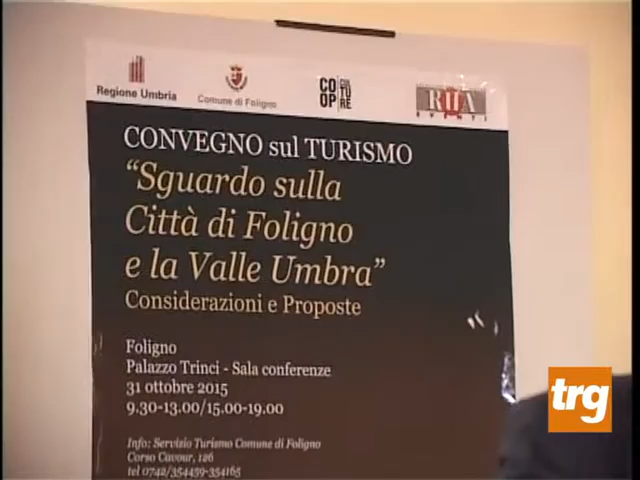 Regione Umbria
Comune di Foligno
CO
OP
CUL
TU
RE
RUA
EVENTI
CONVEGNO sul TURISMO
“Sguardo sulla
Città di Foligno
e la Valle Umbra”
Considerazioni e Proposte
Foligno
Palazzo Trinci - Sala conferenze
31 ottobre 2015
9.30-13.00/15.00-19.00
Info: Servizio Turismo Comune di Foligno
Corso Cavour, 126
tel 0742/354459-354165
trg